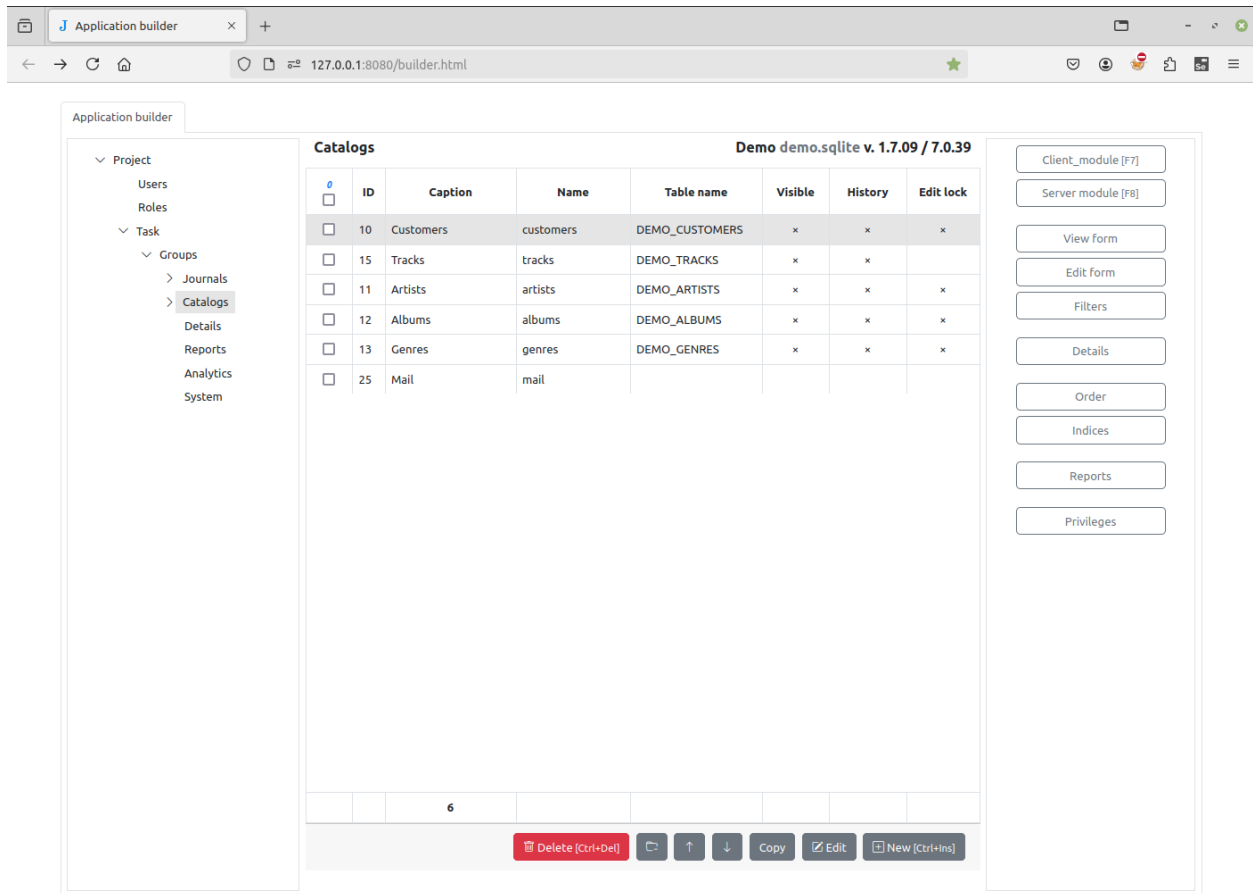 Application builder
127.0.0.1:8080/builder.html
Application builder
Project
Users
Roles
Task
Groups
Journals
Catalogs
Details
Reports
Analytics
System
Catalogs
Demo demo.sqlite v. 1.7.09 / 7.0.39
0 ID Caption Name Table name Visible History Edit lock
10 Customers customers DEMO_CUSTOMERS × × ×
15 Tracks tracks DEMO_TRACKS × ×
11 Artists artists DEMO_ARTISTS × × ×
12 Albums albums DEMO_ALBUMS × × ×
13 Genres genres DEMO_GENRES × × ×
25 Mail mail
6
Delete [Ctrl+Del] Copy Edit New [Ctrl+Ins]
Client_module [F7]
Server module [F8]
View form
Edit form
Filters
Details
Order
Indices
Reports
Privileges